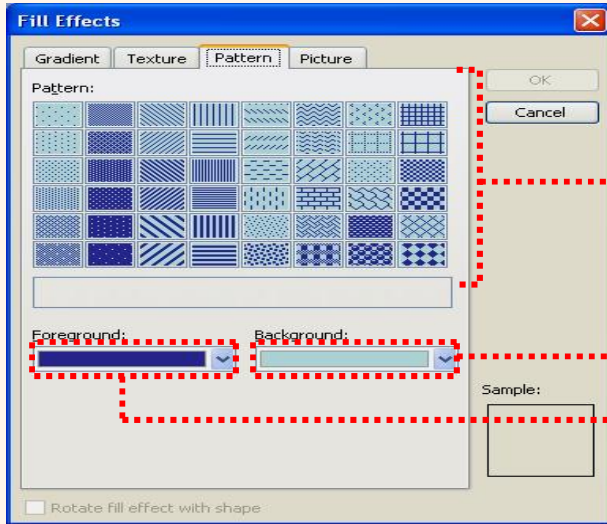 Fill Effects
Gradient Texture Pattern Picture
Pattern:
OK
Cancel
Foreground: Background:
Sample:
Rotate fill effect with shape